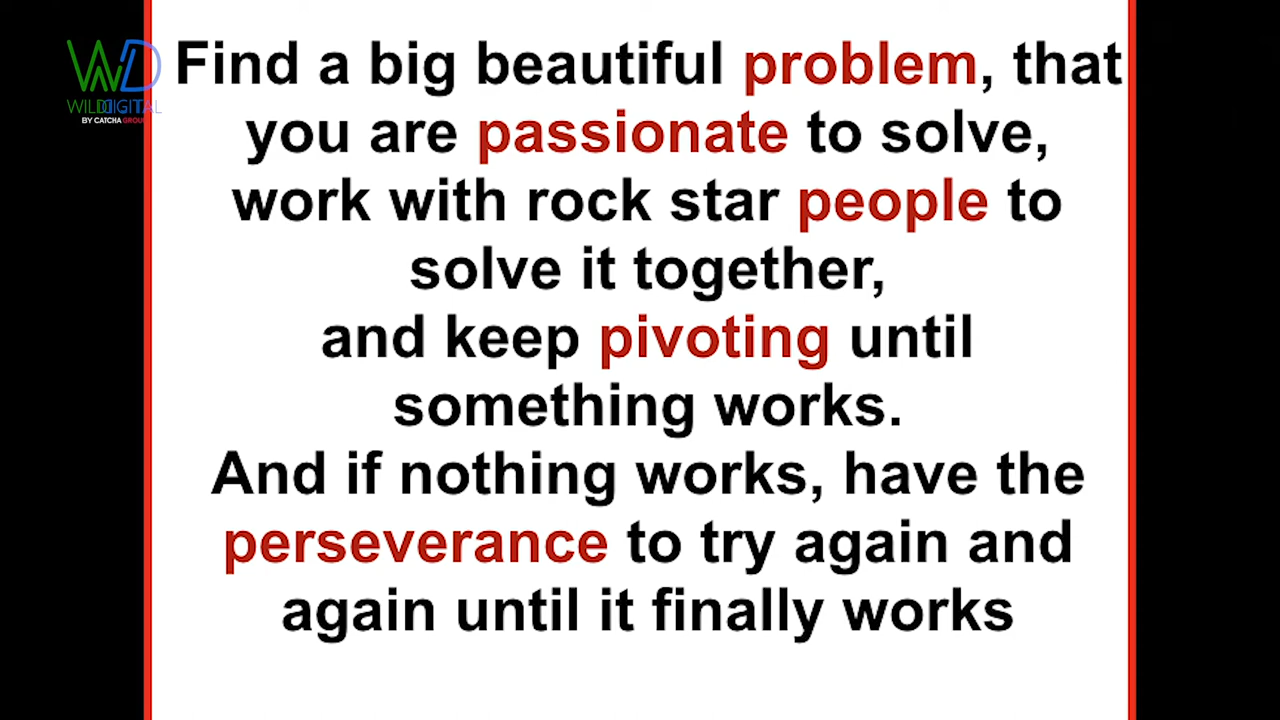 Find a big beautiful problem, that
you are passionate to solve,
work with rock star people to
solve it together,
and keep pivoting until
something works.
And if nothing works, have the
perseverance to try again and
again until it finally works
WD
WILDDIGITAL
BY CATCHA GROUP